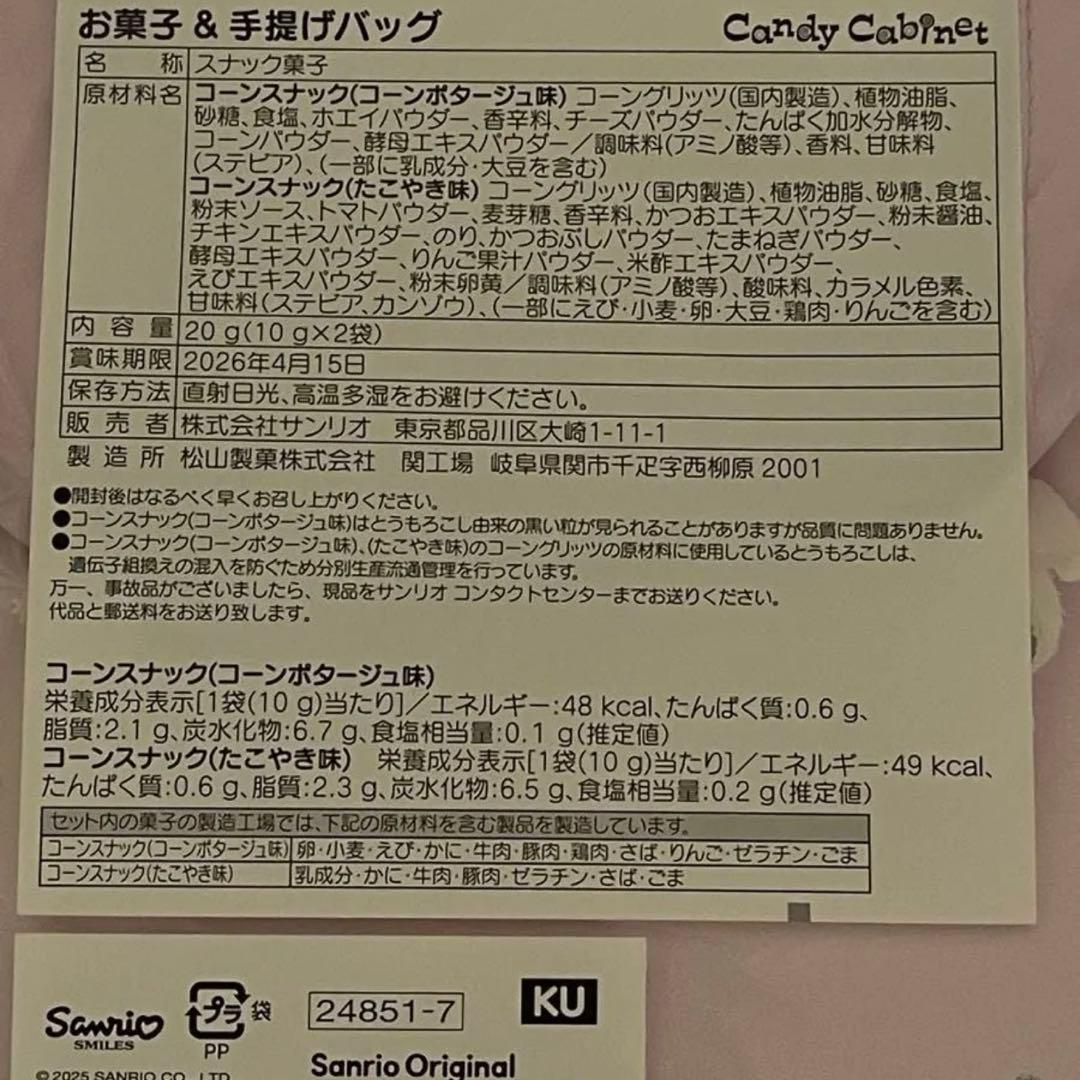 お菓子 & 手提げバッグ
Candy Cabinet
名 称 スナック菓子
原材料名 コーンスナック(コーンポタージュ味) コーングリッツ(国内製造)、植物油脂、
砂糖、食塩、ホエイパウダー、香辛料、チーズパウダー、たんぱく加水分解物、
コーンパウダー、酵母エキスパウダー／調味料(アミノ酸等)、香料、甘味料
(ステビア)、(一部に乳成分・大豆を含む)
コーンスナック(たこやき味) コーングリッツ(国内製造)、植物油脂、砂糖、食塩、
粉末ソース、トマトパウダー、麦芽糖、香辛料、かつおエキスパウダー、粉末醤油、
チキンエキスパウダー、のり、かつおぶしパウダー、たまねぎパウダー、
酵母エキスパウダー、りんご果汁パウダー、米酢エキスパウダー、
えびエキスパウダー、粉末卵黄／調味料(アミノ酸等)、酸味料、カラメル色素、
甘味料(ステビア、カンゾウ)、(一部にえび・小麦・卵・大豆・鶏肉・りんごを含む)
内容量 20 g(10 g×2袋)
賞味期限 2026年4月15日
保存方法 直射日光、高温多湿をお避けください。
販売者 株式会社サンリオ 東京都品川区大崎1-11-1
製造所 松山製菓株式会社 関工場 岐阜県関市千疋字西柳原 2001
●開封後はなるべく早くお召し上がりください。
●コーンスナック(コーンポタージュ味)はとうもろこし由来の黒い粒が見られることがありますが品質に問題ありません。
●コーンスナック(コーンポタージュ味)、(たこやき味)のコーングリッツの原材料に使用しているとうもろこしは、
遺伝子組換えの混入を防ぐため分別生産流通管理を行っています。
万一、事故品がございましたら、現品をサンリオ コンタクトセンターまでお送りください。
代品と郵送料をお送り致します。
コーンスナック(コーンポタージュ味)
栄養成分表示[1袋(10 g)当たり]／エネルギー:48 kcal、たんぱく質:0.6 g、
脂質:2.1 g、炭水化物:6.7 g、食塩相当量:0.1 g(推定値)
コーンスナック(たこやき味) 栄養成分表示[1袋(10 g)当たり]／エネルギー:49 kcal、
たんぱく質:0.6 g、脂質:2.3 g、炭水化物:6.5 g、食塩相当量:0.2 g(推定値)
セット内の菓子の製造工場では、下記の原材料を含む製品を製造しています。
コーンスナック(コーンポタージュ味) 卵・小麦・えび・かに・牛肉・豚肉・鶏肉・さば・りんご・ゼラチン・ごま
コーンスナック(たこやき味) 乳成分・かに・牛肉・豚肉・ゼラチン・さば・ごま
Sanrio
SMILES
プラ 袋
PP
24851-7
KU
Sanrio Original
©2025 SANRIO CO., LTD.